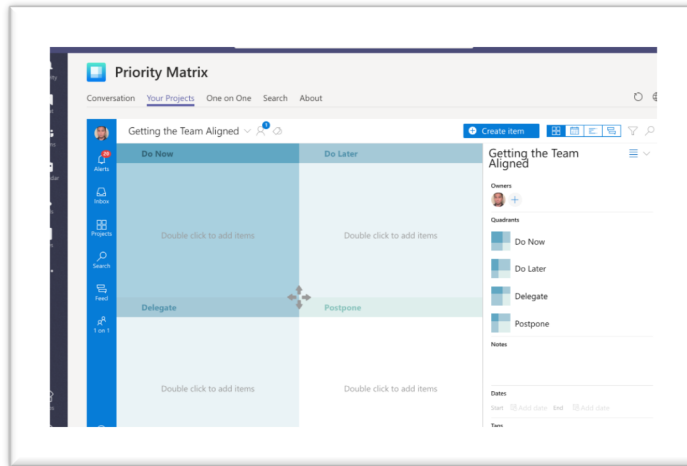 Priority Matrix
Conversation Your Projects One on One Search About
Getting the Team Aligned
1
Create item
Do Now
Do Later
Getting the Team
Aligned
Alerts
Inbox
Projects
Search
Feed
1 on 1
Double click to add items
Double click to add items
Delegate
Postpone
Double click to add items
Double click to add items
Owners
Quadrants
Do Now
Do Later
Delegate
Postpone
Notes
Dates
Start Add date End Add date
Tags